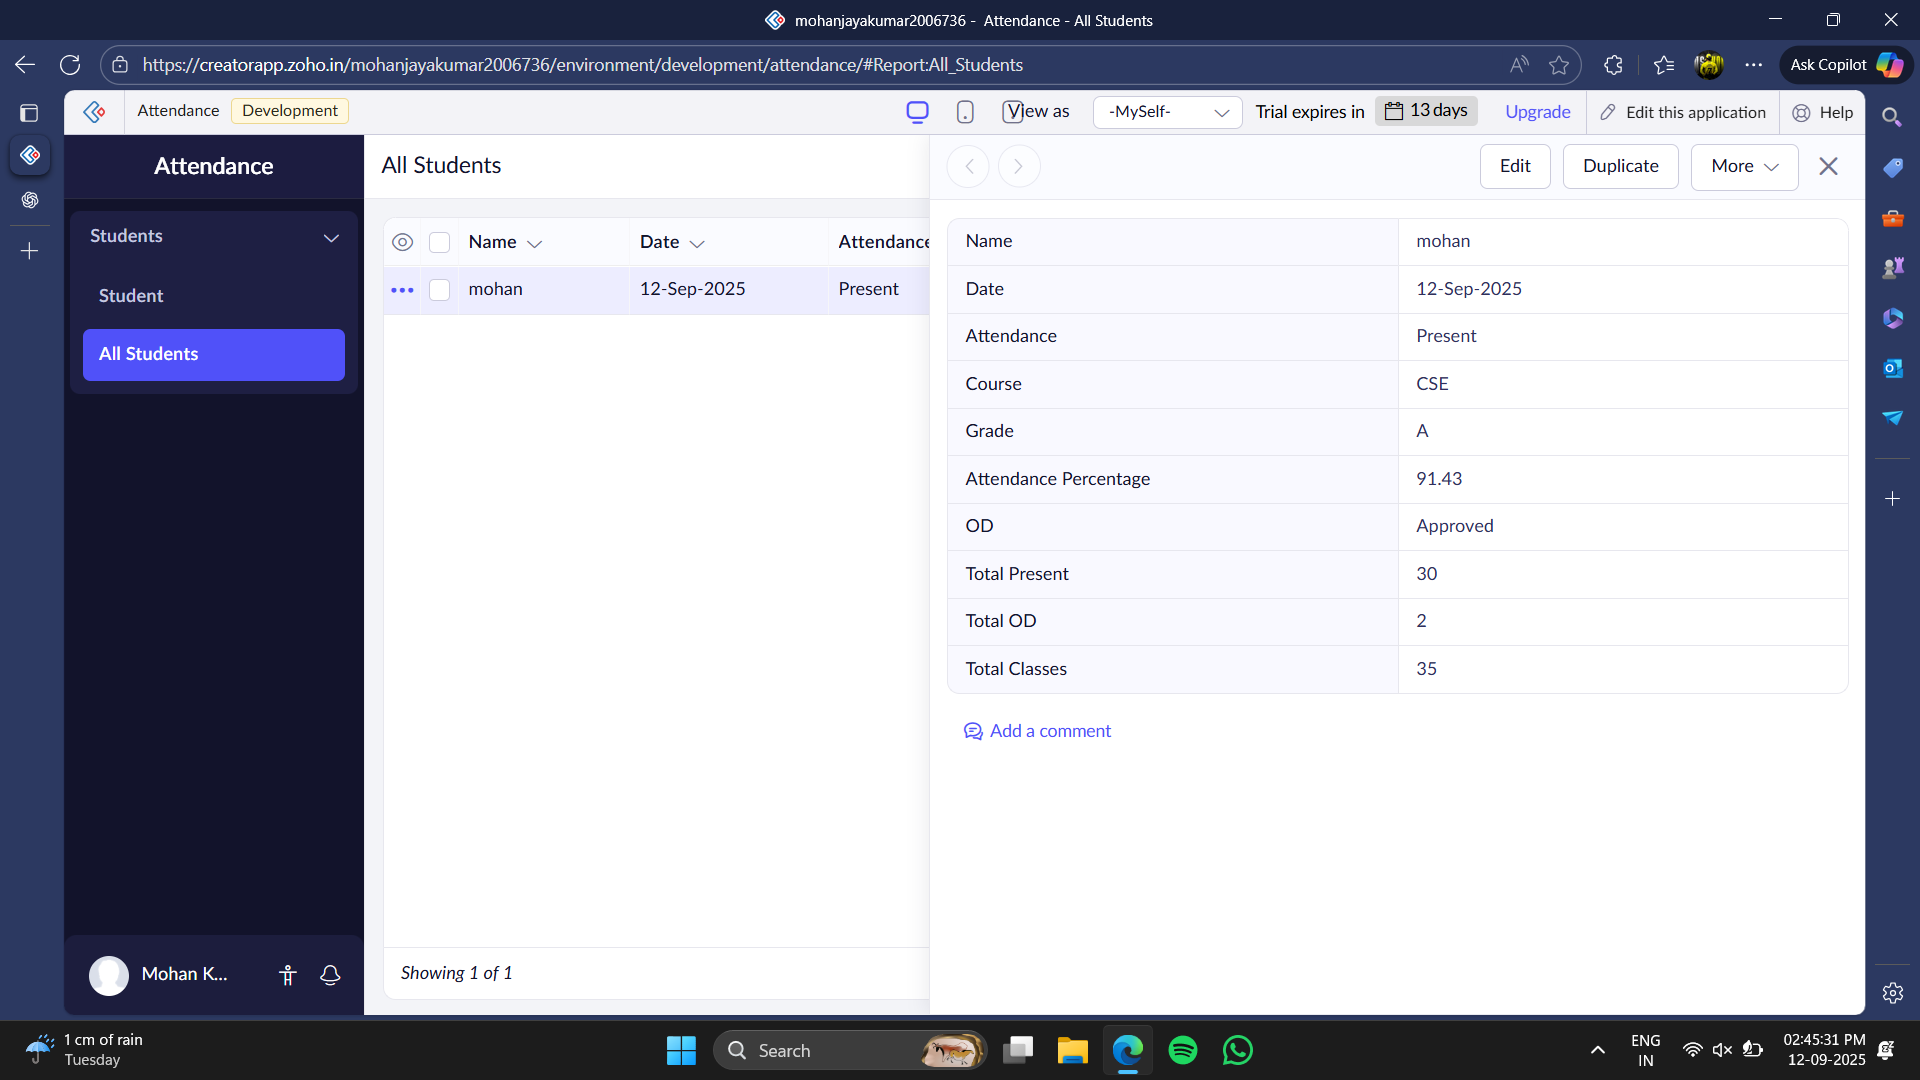 mohanjayakumar2006736 - Attendance - All Students
https://creatorapp.zoho.in/mohanjayakumar2006736/environment/development/attendance/#Report:All_Students
Ask Copilot
Attendance
Development
View as
-MySelf-
Trial expires in
13 days
Upgrade
Edit this application
Help
Attendance
Students
Student
All Students
Mohan K...
All Students
Name
Date
Attendance
mohan
12-Sep-2025
Present
Showing 1 of 1
Edit
Duplicate
More
Name mohan
Date 12-Sep-2025
Attendance Present
Course CSE
Grade A
Attendance Percentage 91.43
OD Approved
Total Present 30
Total OD 2
Total Classes 35
Add a comment
1 cm of rain
Tuesday
Search
ENG
IN
02:45:31 PM
12-09-2025